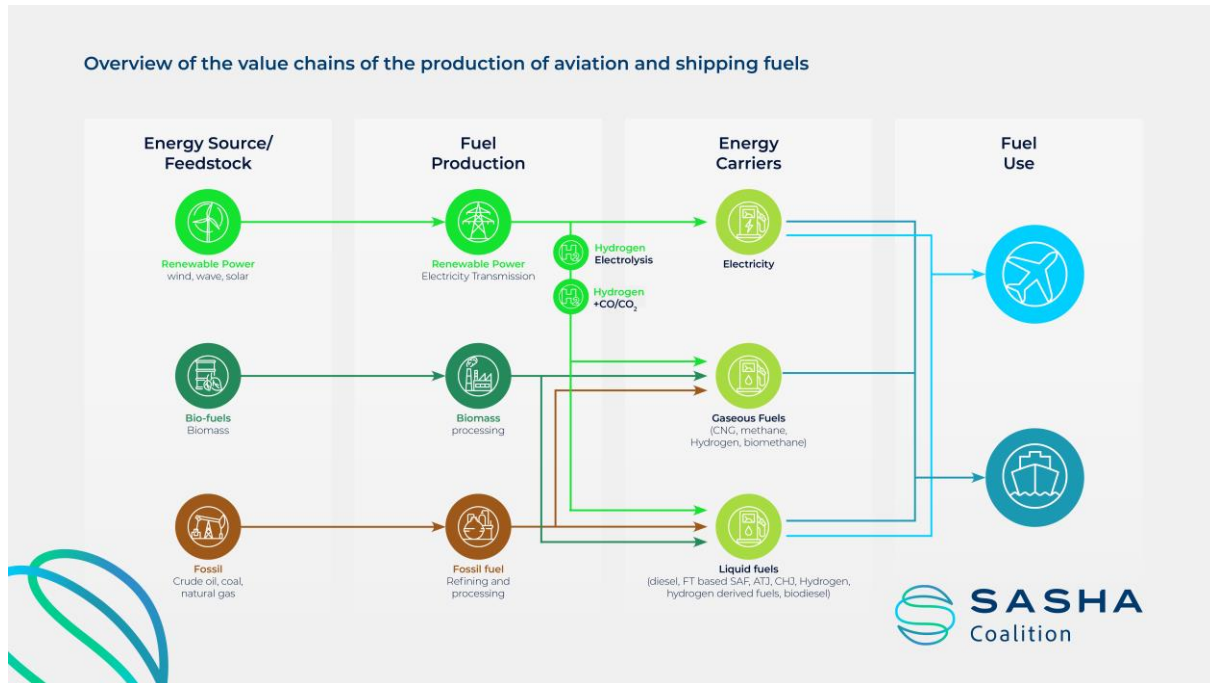 Overview of the value chains of the production of aviation and shipping fuels
Energy Source/
Feedstock
Fuel
Production
Energy
Carriers
Fuel
Use
Renewable Power
wind, wave, solar
Renewable Power
Electricity Transmission
Hydrogen
Electrolysis
Hydrogen
+CO/CO₂
Electricity
Bio-fuels
Biomass
Biomass
processing
Gaseous Fuels
(CNG, methane,
Hydrogen, biomethane)
Fossil
Crude oil, coal,
natural gas
Fossil fuel
Refining and
processing
Liquid fuels
(diesel, FT based SAF, ATJ, CHJ, Hydrogen,
hydrogen derived fuels, biodiesel)
SASHA
Coalition